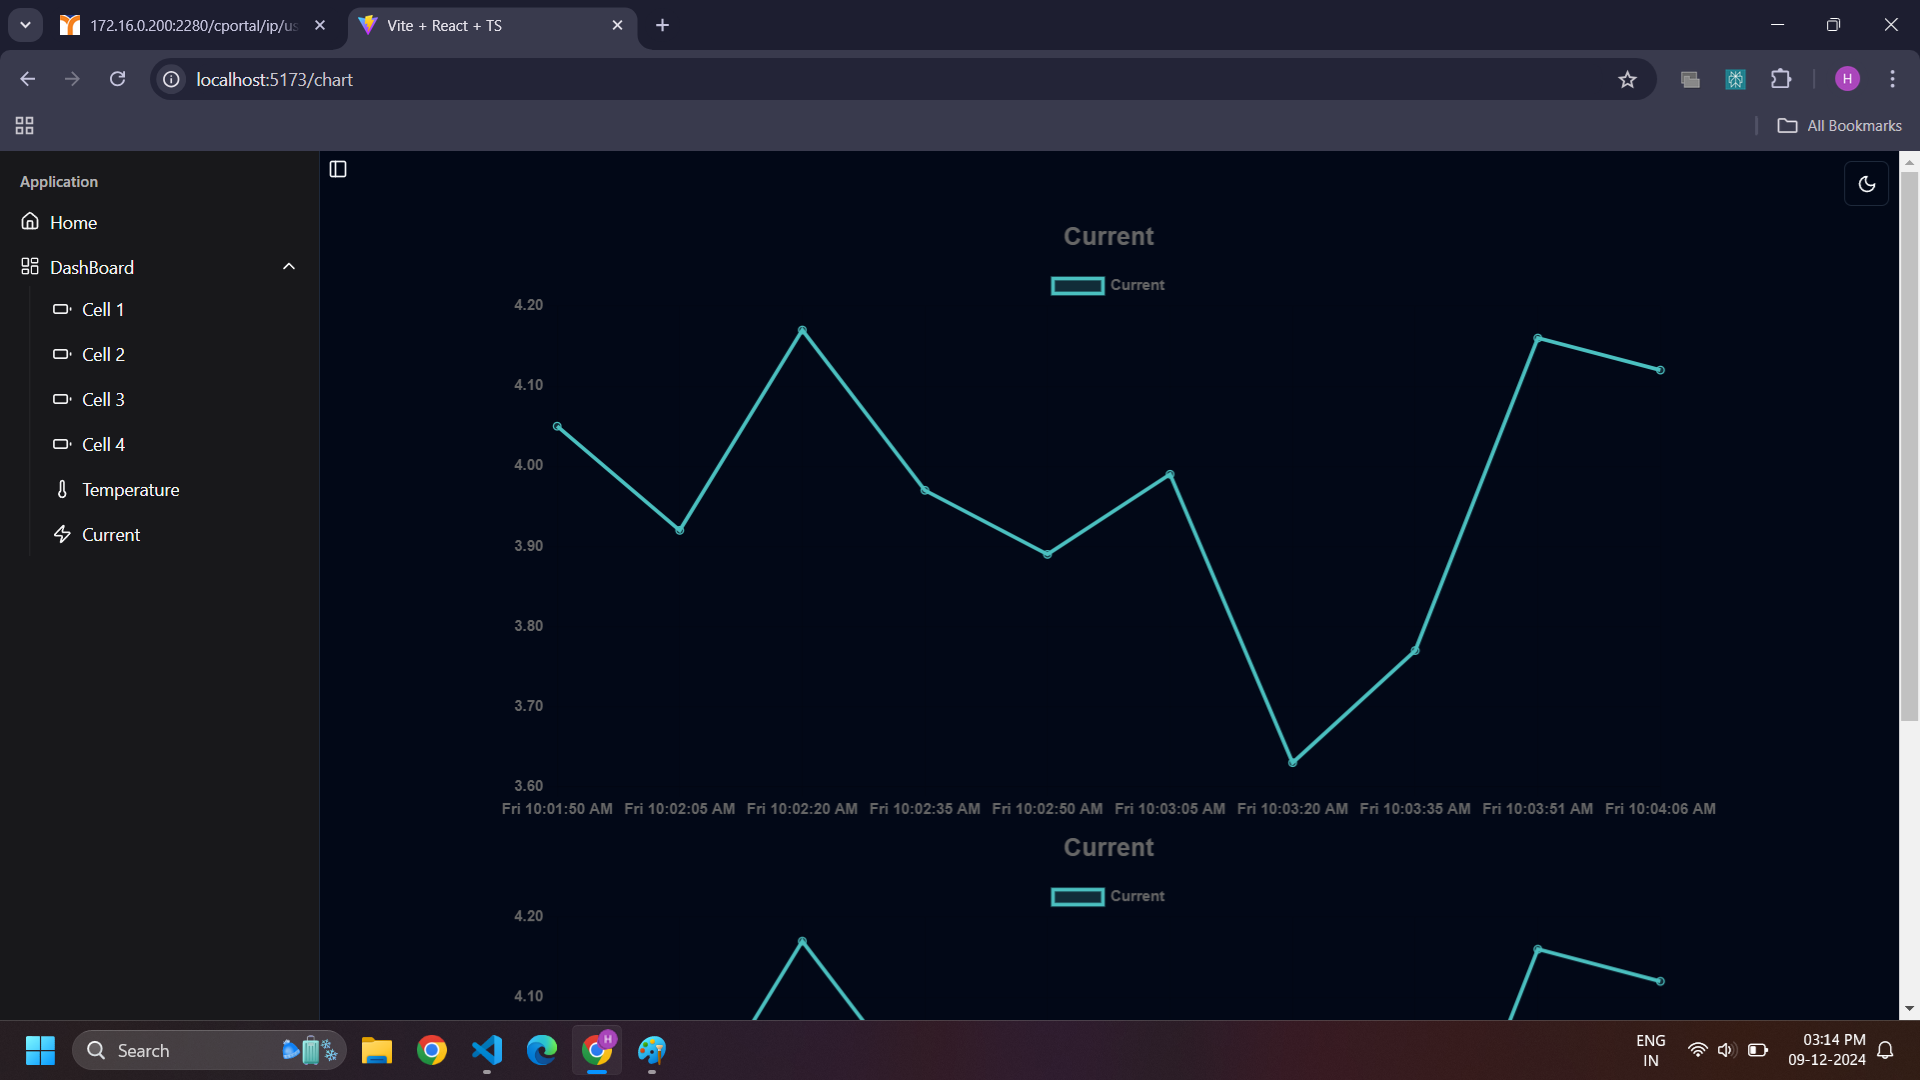 172.16.0.200:2280/cportal/ip/us
Vite + React + TS
localhost:5173/chart
H
All Bookmarks
Application
Home
DashBoard
Cell 1
Cell 2
Cell 3
Cell 4
Temperature
Current
Current
Current
4.20
4.10
4.00
3.90
3.80
3.70
3.60
Fri 10:01:50 AM Fri 10:02:05 AM Fri 10:02:20 AM Fri 10:02:35 AM Fri 10:02:50 AM Fri 10:03:05 AM Fri 10:03:20 AM Fri 10:03:35 AM Fri 10:03:51 AM Fri 10:04:06 AM
Current
Current
4.20
4.10
Search
H
ENG
IN
03:14 PM
09-12-2024